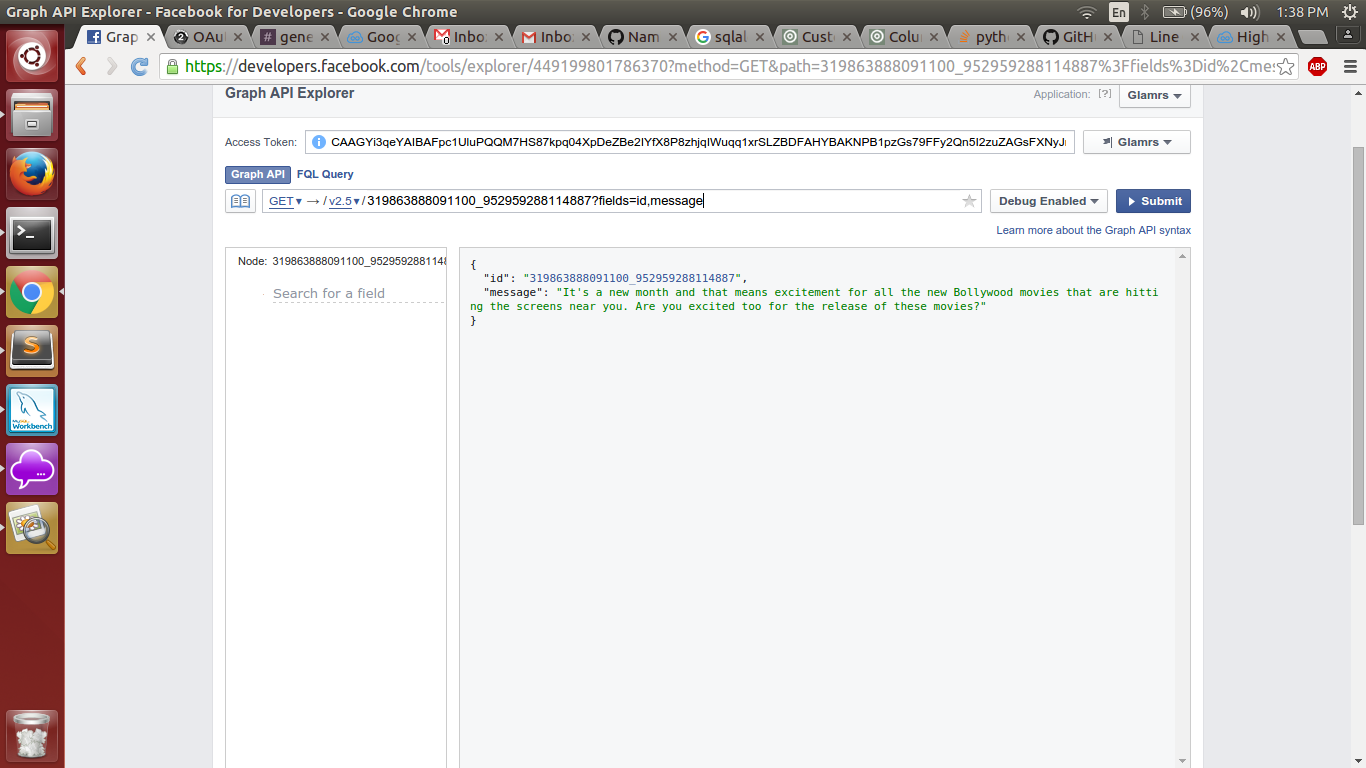 Graph API Explorer - Facebook for Developers - Google Chrome
En
(96%)
1:38 PM
Grap
OAu
gene
Goog
Inbo
Inbo
Nam
sqlal
Cust
Colu
pyth
GitH
Line
High
https://developers.facebook.com/tools/explorer/449199801786370?method=GET&path=319863888091100_952959288114887%3Ffields%3Did%2Cmes
ABP
Graph API Explorer
Application: [?]
Glamrs
Access Token:
Glamrs
Graph API
FQL Query
GET → / v2.5 / 319863888091100_952959288114887?fields=id,message
Debug Enabled
Submit
Learn more about the Graph API syntax
Node: 319863888091100_9529592881148
Search for a field
{
"id": "319863888091100_952959288114887",
"message": "It's a new month and that means excitement for all the new Bollywood movies that are hitti
ng the screens near you. Are you excited too for the release of these movies?"
}
MySQL
Workbench